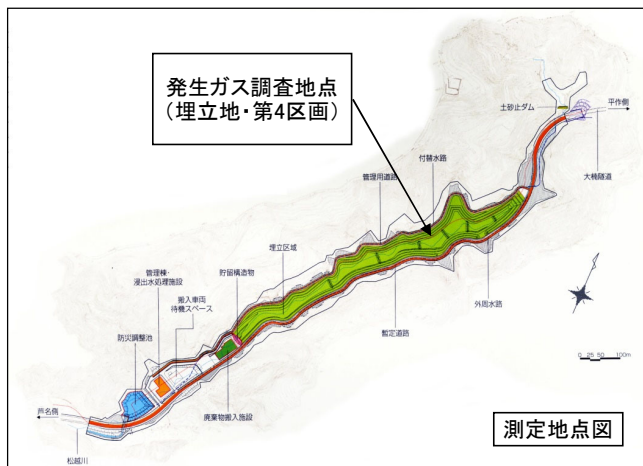 発生ガス調査地点
(埋立地・第4区画)
土砂止ダム
平作側
大楠隧道
付替水路
管理用道路
埋立区域
貯留構造物
管理棟・
浸出水処理施設
搬入車両
待機スペース
防災調整池
外周水路
暫定道路
0 25 50 100m
廃棄物搬入施設
芦名側
松越川
測定地点図